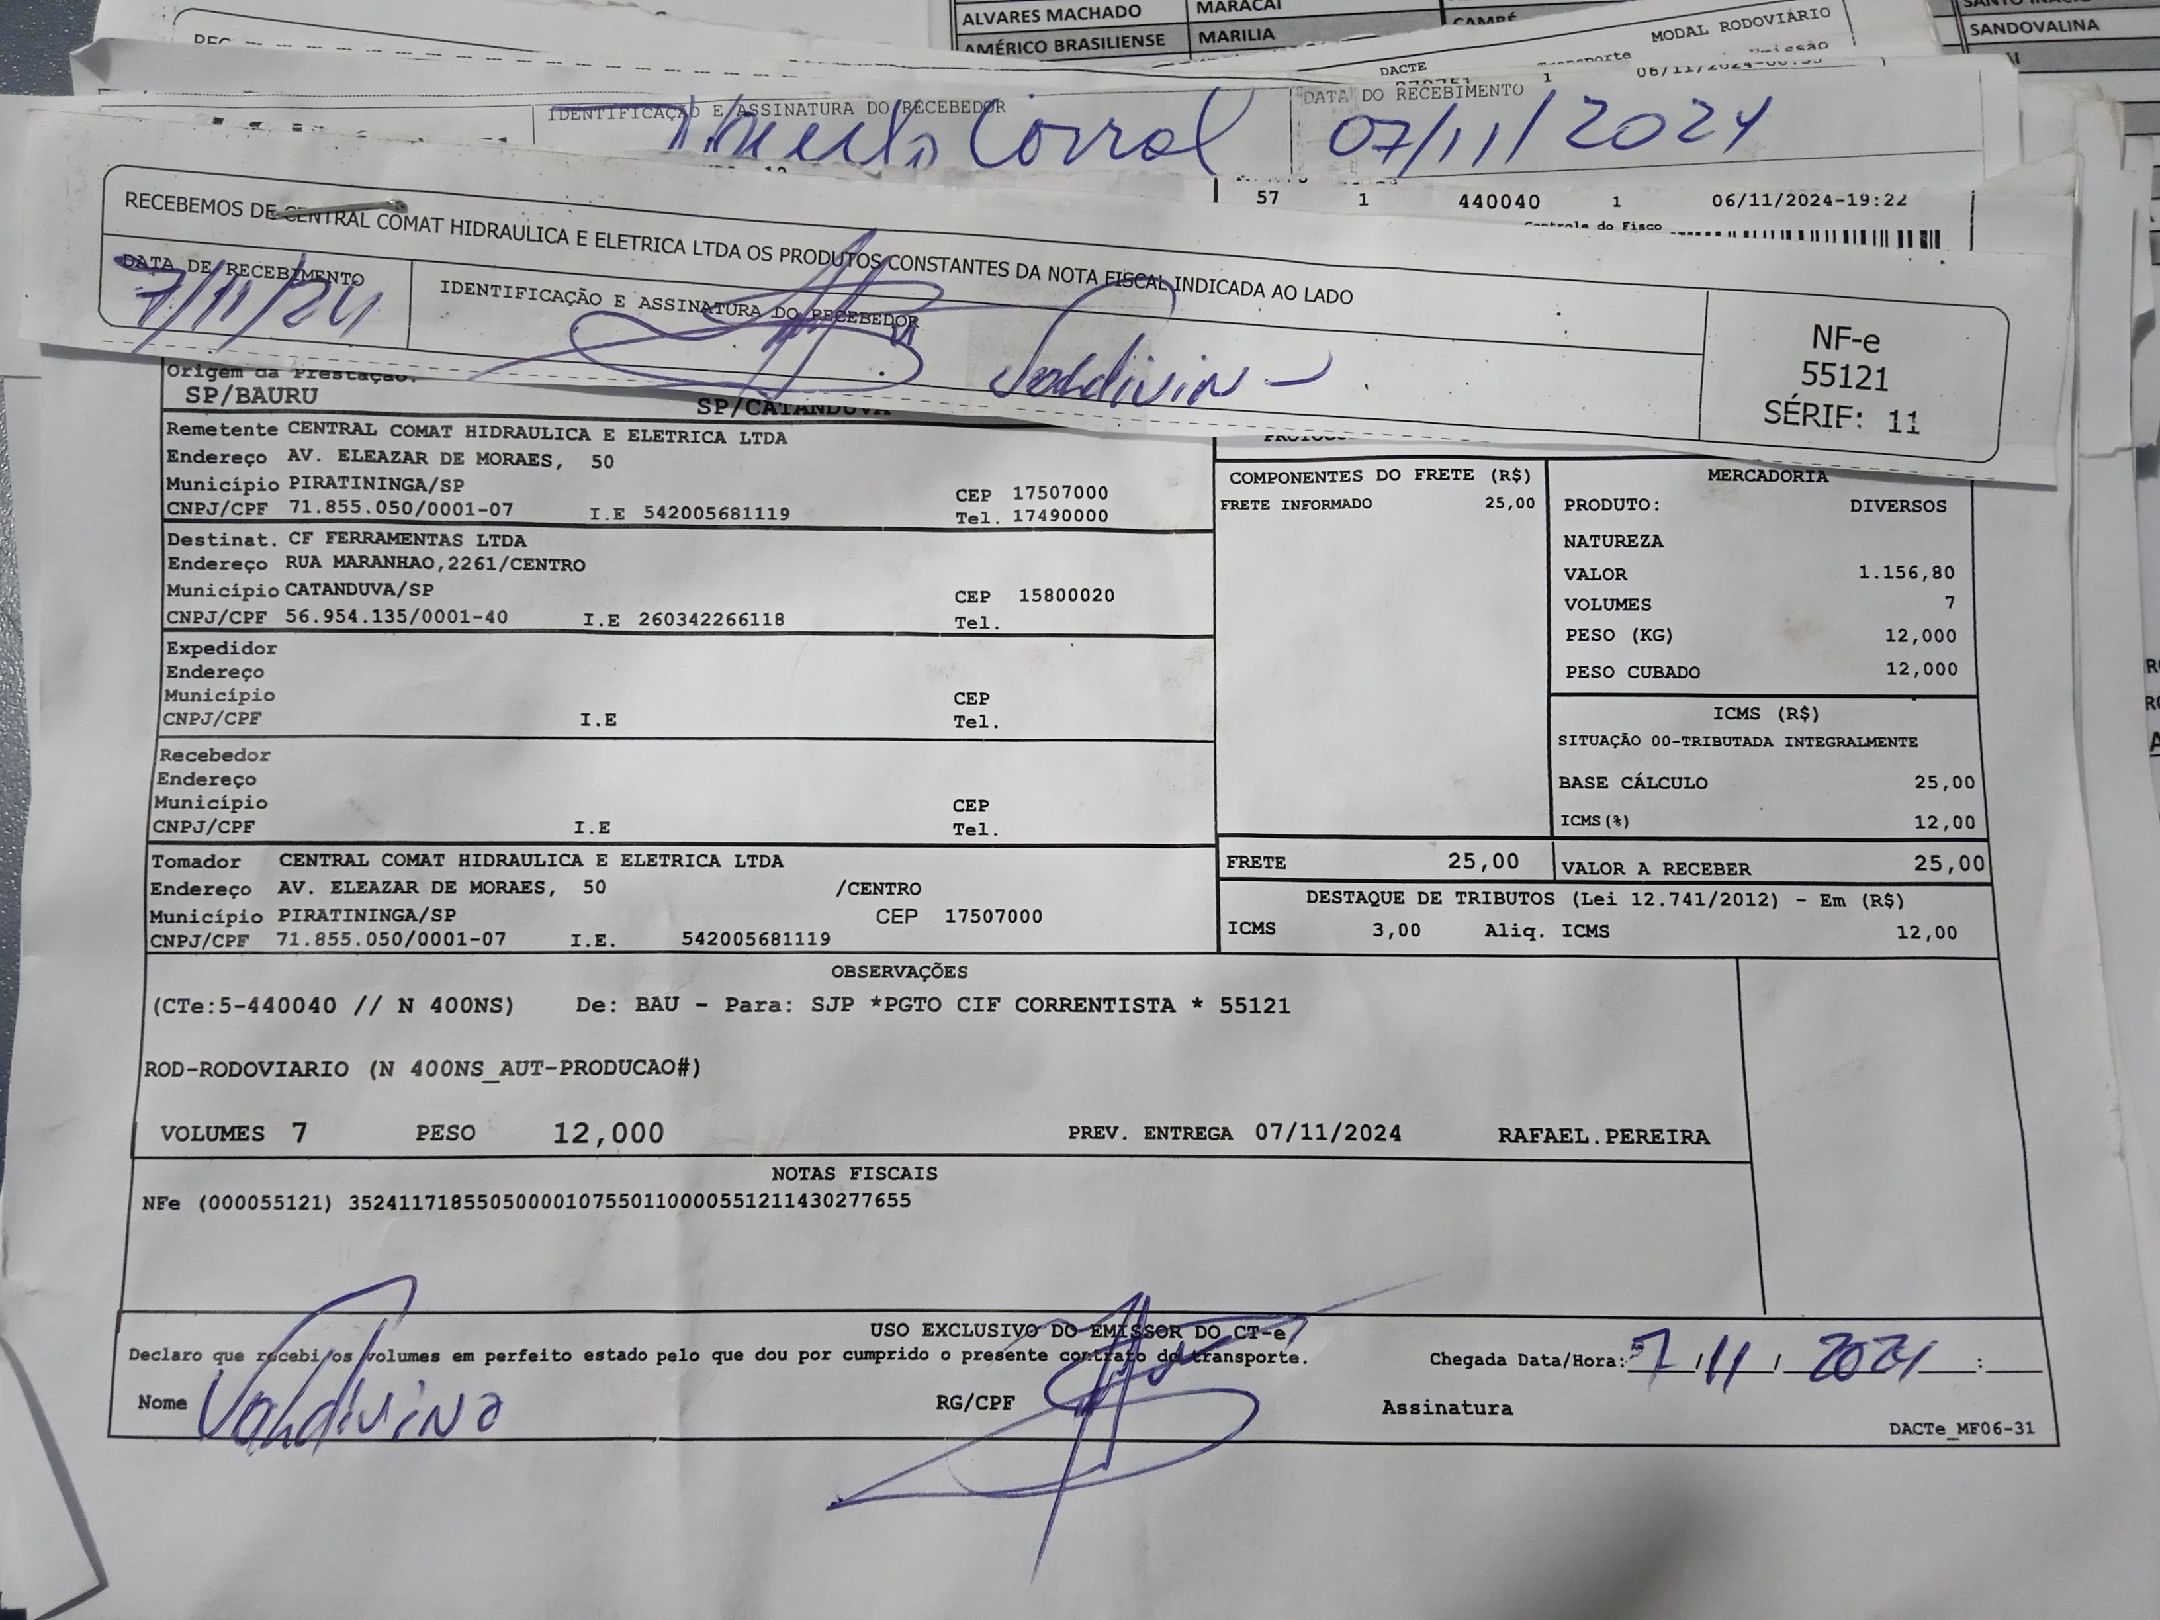 ALVARES MACHADO MARACAI
AMÉRICO BRASILIENSE MARILIA
SANDOVALINA
MODAL RODOVIÁRIO
DACTE
IDENTIFICAÇÃO E ASSINATURA DO RECEBEDOR
DATA DO RECEBIMENTO
07/11/2024
57 1 440040 1 06/11/2024-19:22
Controle do Fisco
RECEBEMOS DE CENTRAL COMAT HIDRAULICA E ELETRICA LTDA OS PRODUTOS CONSTANTES DA NOTA FISCAL INDICADA AO LADO
DATA DE RECEBIMENTO
7/11/24
IDENTIFICAÇÃO E ASSINATURA DO RECEBEDOR
NF-e
55121
SÉRIE: 11
Origem da Prestação.
SP/BAURU
SP/CATANDUVA
Remetente CENTRAL COMAT HIDRAULICA E ELETRICA LTDA
Endereço AV. ELEAZAR DE MORAES, 50
Município PIRATININGA/SP CEP 17507000
CNPJ/CPF 71.855.050/0001-07 I.E 542005681119 Tel. 17490000
Destinat. CF FERRAMENTAS LTDA
Endereço RUA MARANHAO,2261/CENTRO
Município CATANDUVA/SP CEP 15800020
CNPJ/CPF 56.954.135/0001-40 I.E 260342266118 Tel.
Expedidor
Endereço
Município CEP
CNPJ/CPF I.E Tel.
Recebedor
Endereço
Município CEP
CNPJ/CPF I.E Tel.
Tomador CENTRAL COMAT HIDRAULICA E ELETRICA LTDA
Endereço AV. ELEAZAR DE MORAES, 50 /CENTRO
Município PIRATININGA/SP CEP 17507000
CNPJ/CPF 71.855.050/0001-07 I.E. 542005681119
COMPONENTES DO FRETE (R$)
FRETE INFORMADO 25,00
MERCADORIA
PRODUTO: DIVERSOS
NATUREZA
VALOR 1.156,80
VOLUMES 7
PESO (KG) 12,000
PESO CUBADO 12,000
ICMS (R$)
SITUAÇÃO 00-TRIBUTADA INTEGRALMENTE
BASE CÁLCULO 25,00
ICMS(%) 12,00
FRETE 25,00 VALOR A RECEBER 25,00
DESTAQUE DE TRIBUTOS (Lei 12.741/2012) - Em (R$)
ICMS 3,00 Aliq. ICMS 12,00
OBSERVAÇÕES
(CTe:5-440040 // N 400NS) De: BAU - Para: SJP *PGTO CIF CORRENTISTA * 55121
ROD-RODOVIARIO (N 400NS_AUT-PRODUCAO#)
VOLUMES 7 PESO 12,000 PREV. ENTREGA 07/11/2024 RAFAEL.PEREIRA
NOTAS FISCAIS
NFe (000055121) 35241171855050000107550110000551211430277655
USO EXCLUSIVO DO EMISSOR DO CT-e
Declaro que recebi os volumes em perfeito estado pelo que dou por cumprido o presente contrato de transporte. Chegada Data/Hora: 7/11/2024 :
Nome Valdivino RG/CPF Assinatura
DACTe_MF06-31